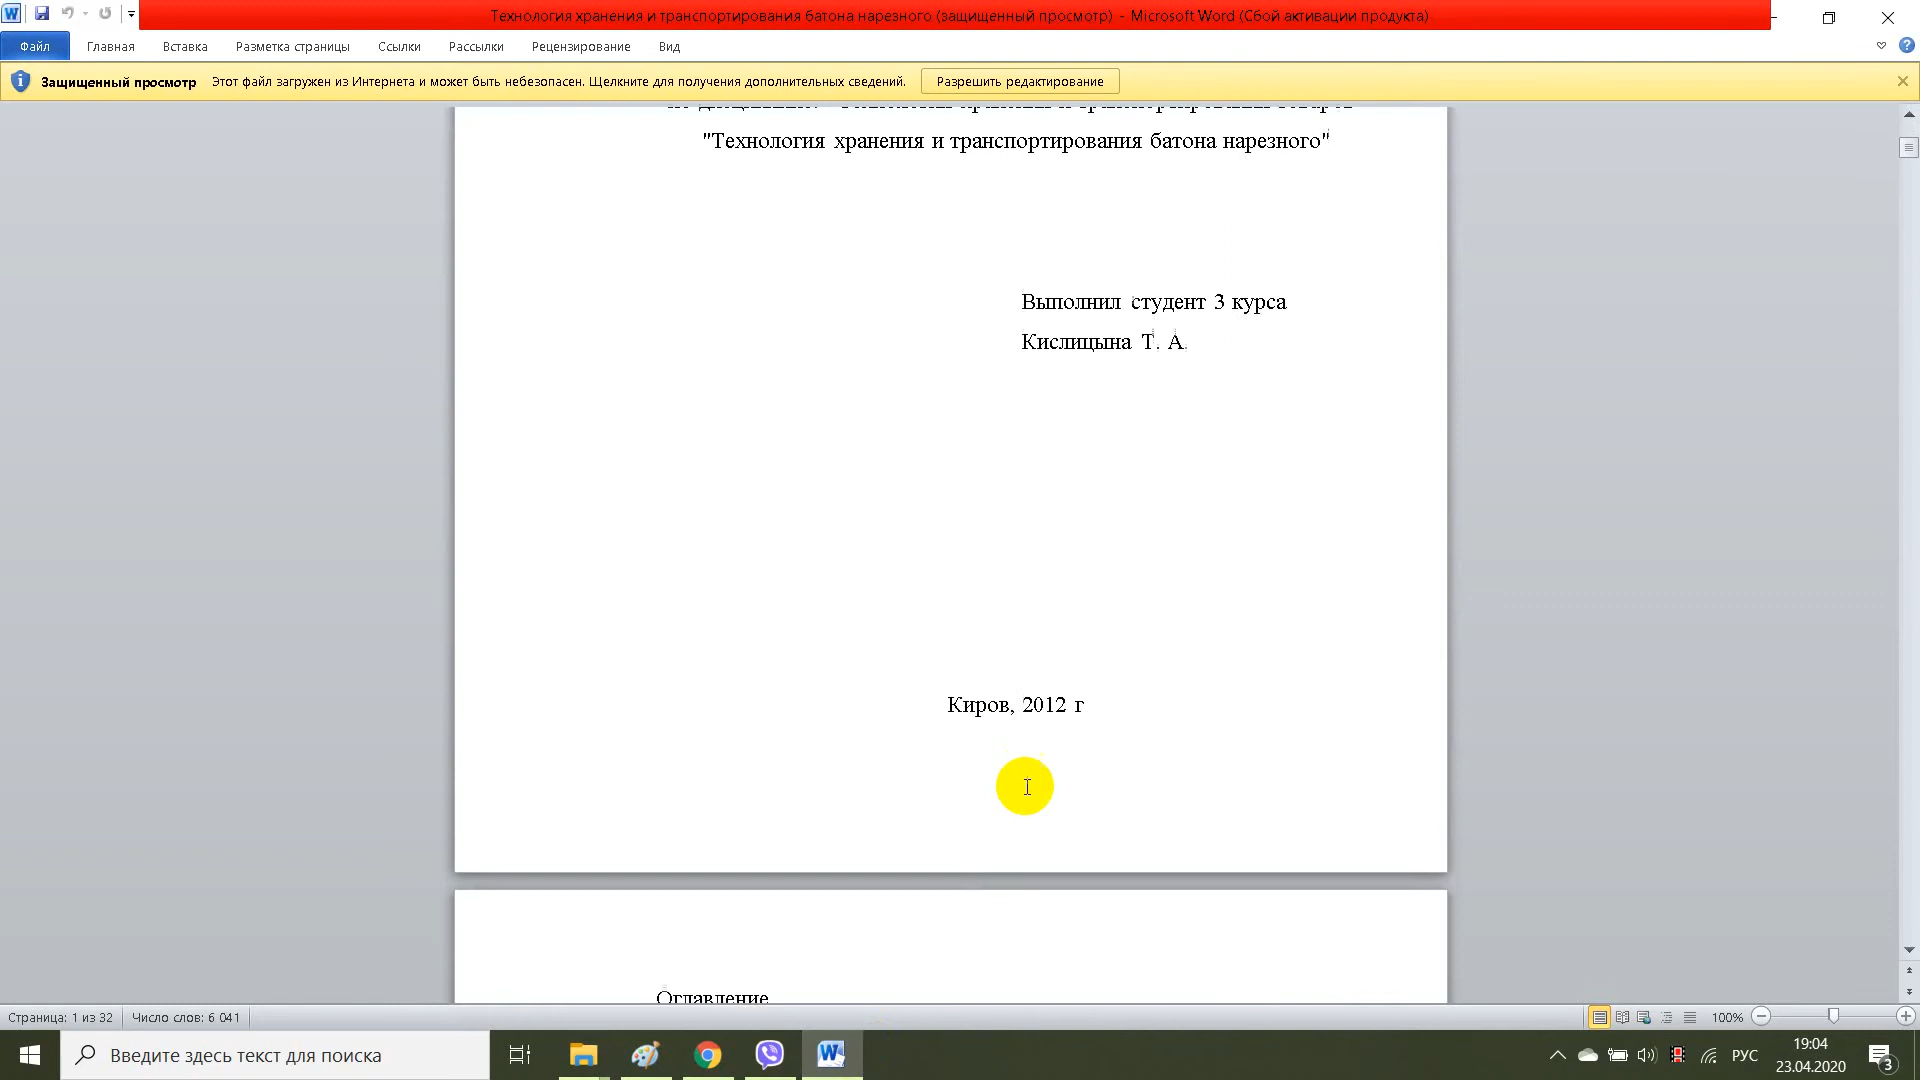 Технология хранения и транспортирования батона нарезного (защищенный просмотр) - Microsoft Word (Сбой активации продукта)
Файл Главная Вставка Разметка страницы Ссылки Рассылки Рецензирование Вид
Защищенный просмотр Этот файл загружен из Интернета и может быть небезопасен. Щелкните для получения дополнительных сведений. Разрешить редактирование
"Технология хранения и транспортирования батона нарезного"
Выполнил студент 3 курса
Кислицына Т. А.
Киров, 2012 г
Оглавление
Страница: 1 из 32 Число слов: 6 041 100%
Введите здесь текст для поиска РУС 19:04
23.04.2020 3